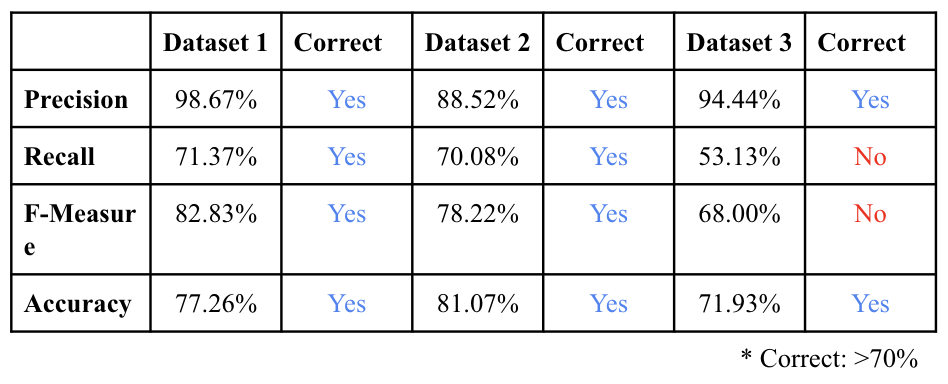 Dataset 1 Correct Dataset 2 Correct Dataset 3 Correct
Precision 98.67% Yes 88.52% Yes 94.44% Yes
Recall 71.37% Yes 70.08% Yes 53.13% No
F-Measur 82.83% Yes 78.22% Yes 68.00% No
e
Accuracy 77.26% Yes 81.07% Yes 71.93% Yes
* Correct: >70%